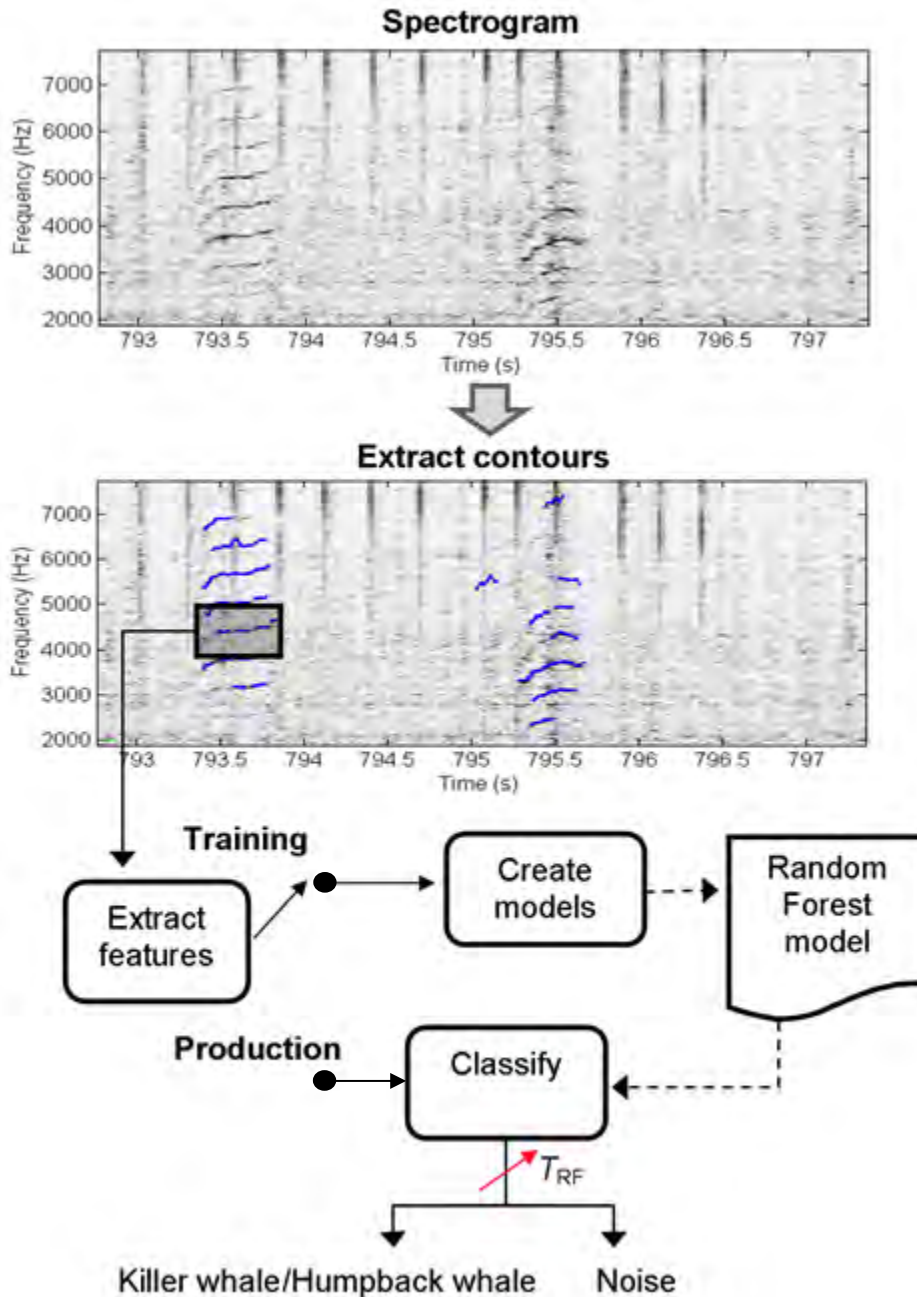 Spectrogram
Frequency (Hz)
7000
6000
5000
4000
3000
2000
793 793.5 794 794.5 795 795.5 796 796.5 797
Time (s)
Extract contours
Frequency (Hz)
7000
6000
5000
4000
3000
2000
793 793.5 794 794.5 795 795.5 796 796.5 797
Time (s)
Training
Extract
features
Create
models
Random
Forest
model
Production
Classify
TRF
Killer whale/Humpback whale
Noise